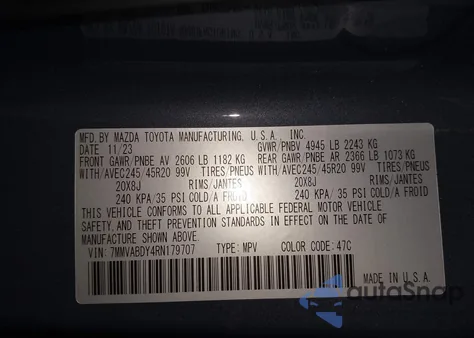 MFD. BY MAZDA TOYOTA MANUFACTURING, U.S.A., INC.
DATE 11/23 GVWR/PNBV 4945 LB 2243 KG
FRONT GAWR/PNBE AV 2606 LB 1182 KG REAR GAWR/PNBE AR 2366 LB 1073 KG
WITH/AVEC245/45R20 99V TIRES/PNEUS WITH/AVEC245/45R20 99V TIRES/PNEUS
20X8J RIMS/JANTES 20X8J RIMS/JANTES
240 KPA/35 PSI COLD/A FROID 240 KPA/35 PSI COLD/A FROID
THIS VEHICLE CONFORMS TO ALL APPLICABLE FEDERAL MOTOR VEHICLE
SAFETY, AND THEFT PREVENTION STANDARDS IN EFFECT ON THE DATE OF
MANUFACTURE SHOWN ABOVE.
VIN: 7MMVABDY4RN179707 TYPE: MPV COLOR CODE: 47C
MADE IN U.S.A.
autoSnap